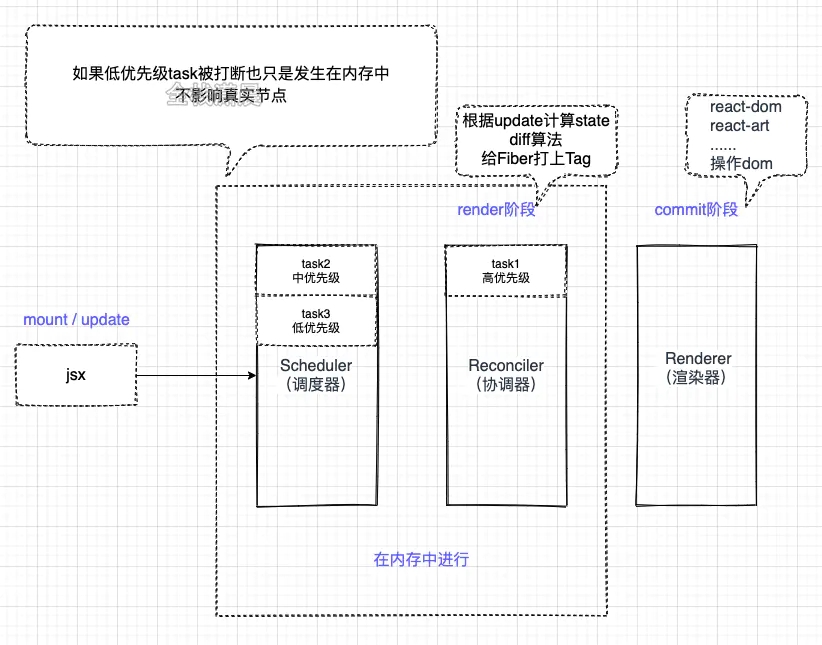 如果低优先级task被打断也只是发生在内存中
不影响真实节点
全栈潇晨
根据update计算state
diff算法
给Fiber打上Tag
react-dom
react-art
......
操作dom
render阶段
commit阶段
mount / update
jsx
task2
中优先级
task3
低优先级
Scheduler
（调度器）
task1
高优先级
Reconciler
（协调器）
Renderer
（渲染器）
在内存中进行